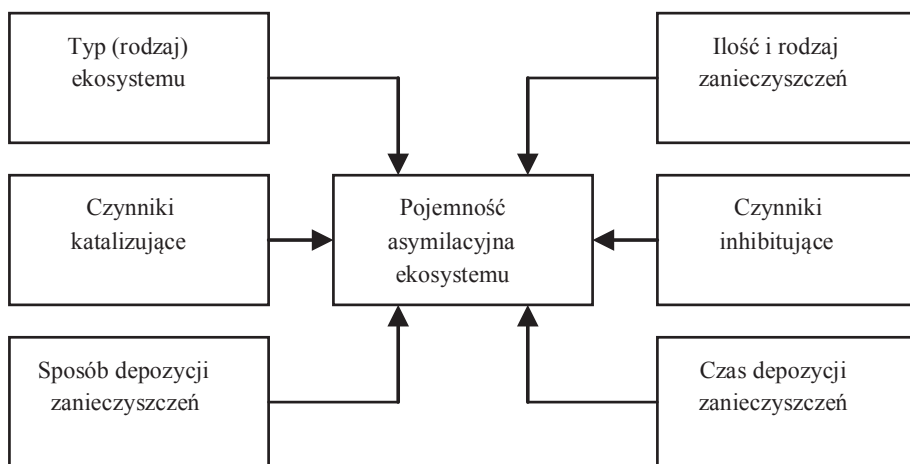 Typ (rodzaj)
ekosystemu
Ilość i rodzaj
zanieczyszczeń
Czynniki
katalizujące
Pojemność
asymilacyjna
ekosystemu
Czynniki
inhibitujące
Sposób depozycji
zanieczyszczeń
Czas depozycji
zanieczyszczeń